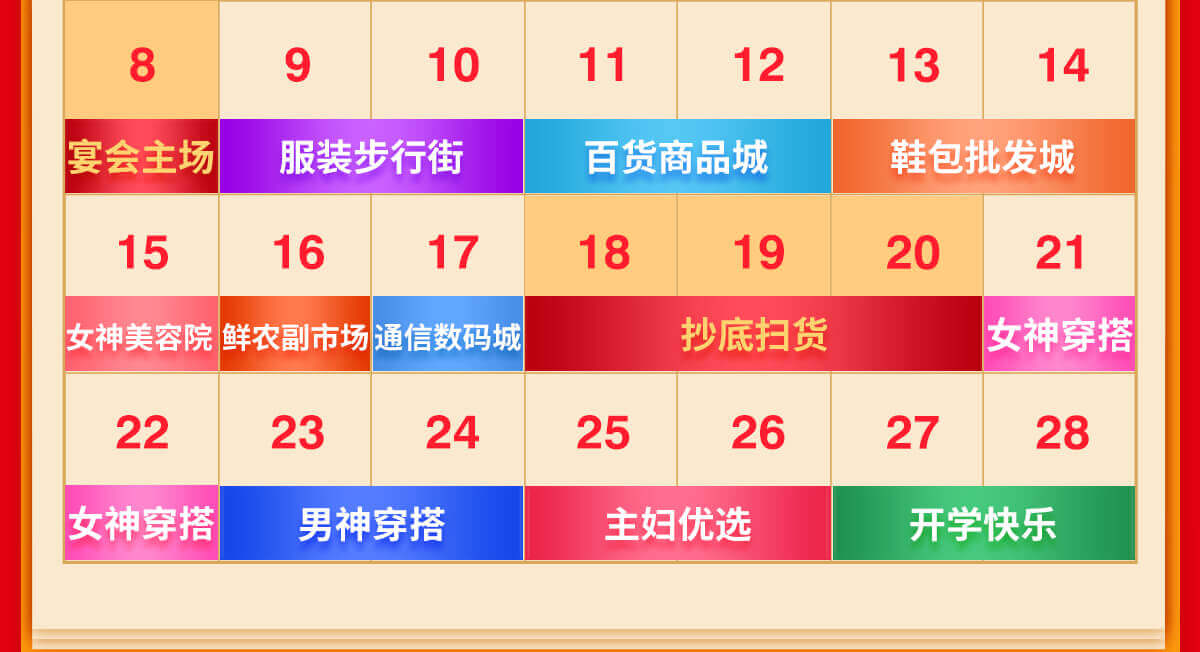 8 9 10 11 12 13 14
宴会主场 服装步行街 百货商品城 鞋包批发城
15 16 17 18 19 20 21
女神美容院 鲜农副市场 通信数码城 抄底扫货 女神穿搭
22 23 24 25 26 27 28
女神穿搭 男神穿搭 主妇优选 开学快乐